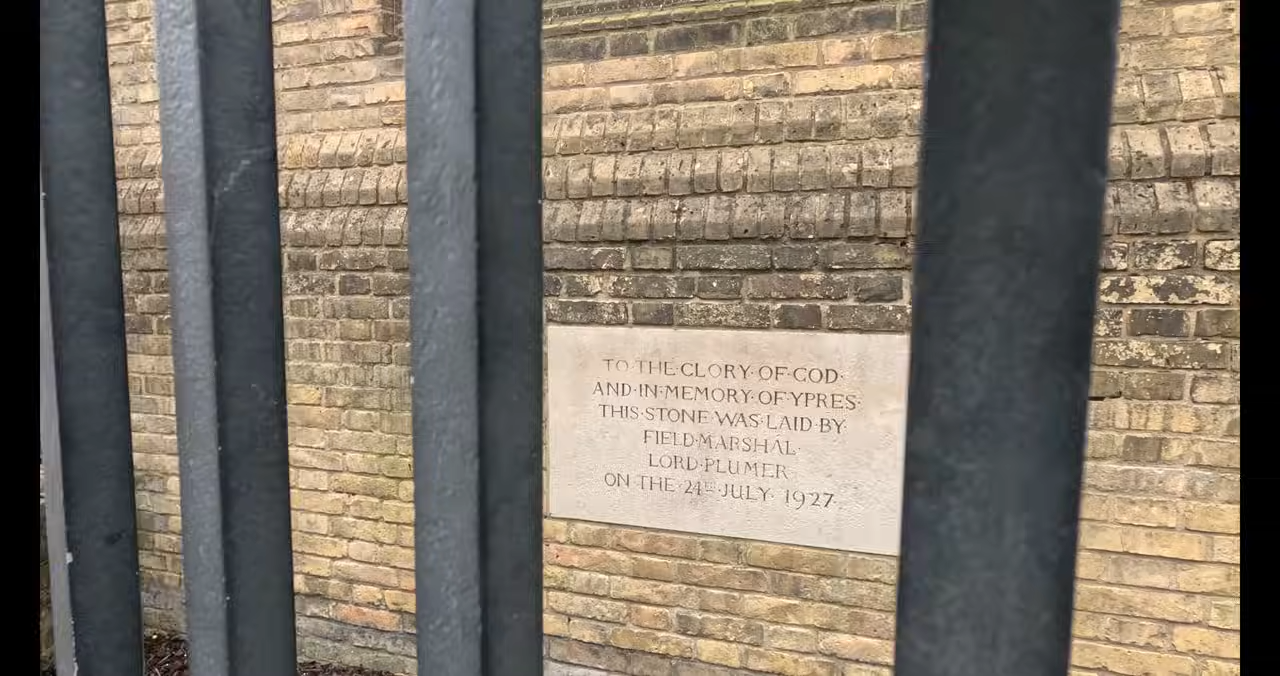 TO·THE·GLORY·OF·GOD·
AND·IN·MEMORY·OF·YPRES·
THIS·STONE·WAS·LAID·BY·
FIELD·MARSHAL·
LORD·PLUMER
ON·THE·24TH·JULY·1927·